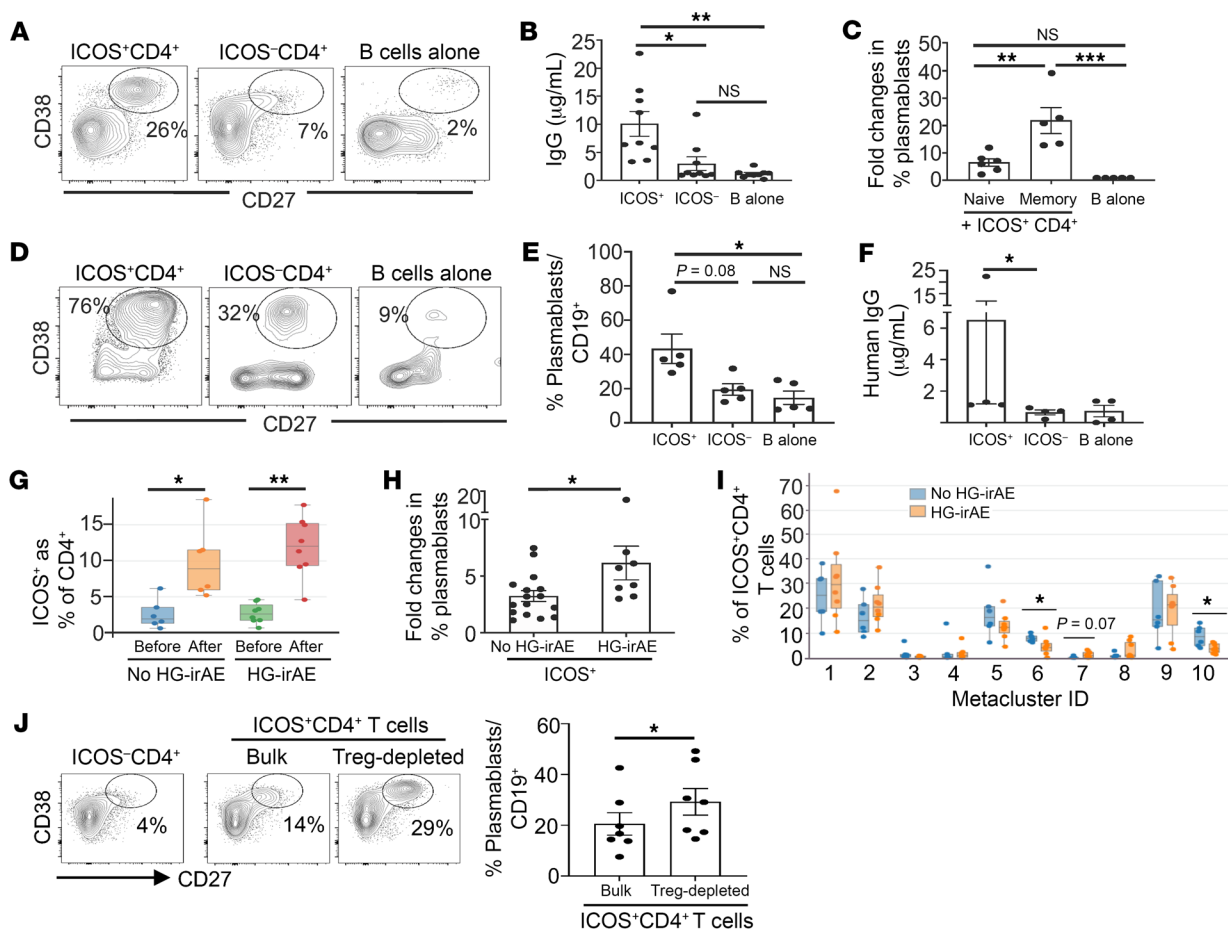 A
ICOS⁺CD4⁺ ICOS⁻CD4⁺ B cells alone
CD38
26% 7% 2%
CD27
B
IgG (μg/mL)
25
20
15
10
5
0
**
*
NS
ICOS⁺ ICOS⁻ B alone
C
Fold changes in
% plasmablasts
50
40
30
20
10
0
NS
** ***
Naive Memory B alone
+ ICOS⁺ CD4⁺
D
ICOS⁺CD4⁺ ICOS⁻CD4⁺ B cells alone
CD38
76% 32% 9%
CD27
E
% Plasmablasts/
CD19⁺
100
80
60
40
20
0
*
P = 0.08 NS
ICOS⁺ ICOS⁻ B alone
F
Human IgG
(μg/mL)
25
15
6
2
*
ICOS⁺ ICOS⁻ B alone
G
ICOS⁺ as
% of CD4⁺
15
10
5
0
* **
Before After Before After
No HG-irAE HG-irAE
H
Fold changes in
% plasmablasts
20
10
5
0
*
No HG-irAE HG-irAE
ICOS⁺
I
% of ICOS⁺CD4⁺
T cells
70
60
50
40
30
20
10
0
No HG-irAE
HG-irAE
* P = 0.07 *
1 2 3 4 5 6 7 8 9 10
Metacluster ID
J
ICOS⁺CD4⁺ T cells
ICOS⁻CD4⁺ Bulk Treg-depleted
CD38
4% 14% 29%
CD27
% Plasmablasts/
CD19⁺
60
40
20
0
*
Bulk Treg-depleted
ICOS⁺CD4⁺ T cells